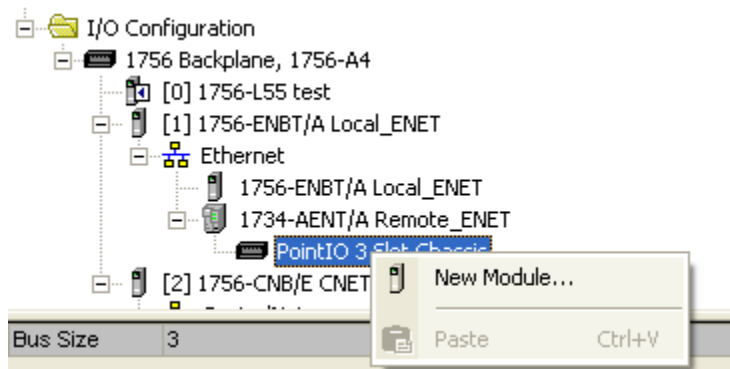 I/O Configuration
1756 Backplane, 1756-A4
[0] 1756-L55 test
[1] 1756-ENBT/A Local_ENET
Ethernet
1756-ENBT/A Local_ENET
1734-AENT/A Remote_ENET
PointIO 3 Slot Chassis
[2] 1756-CNB/E CNET
New Module...
Bus Size 3
Paste Ctrl+V